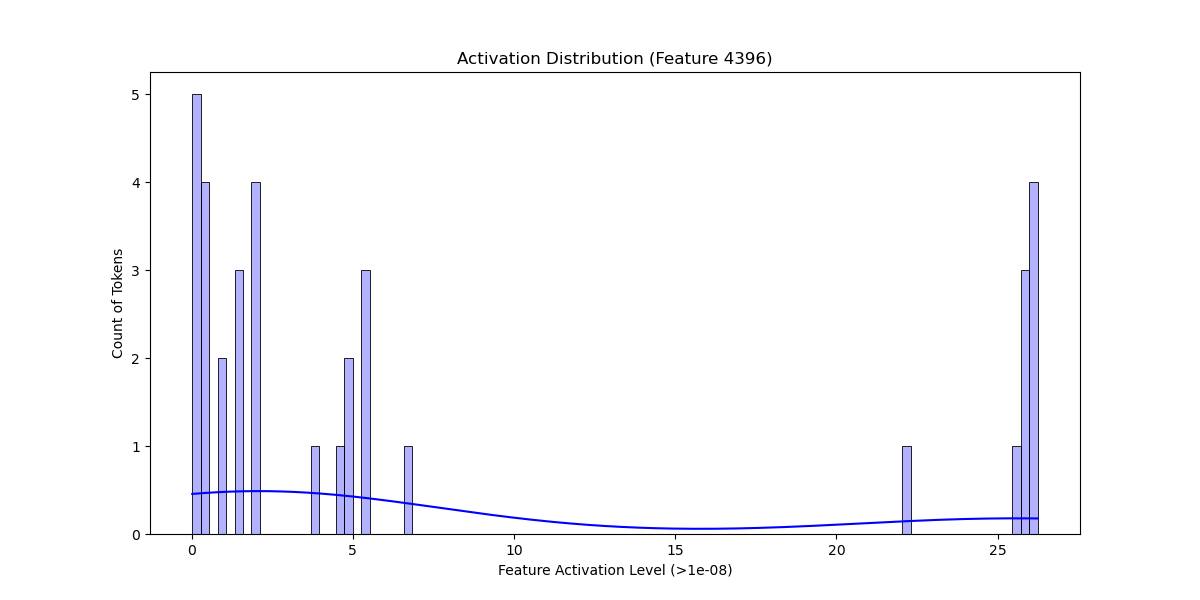 Activation Distribution (Feature 4396)
Count of Tokens
5
4
3
2
1
0
0 5 10 15 20 25
Feature Activation Level (>1e-08)